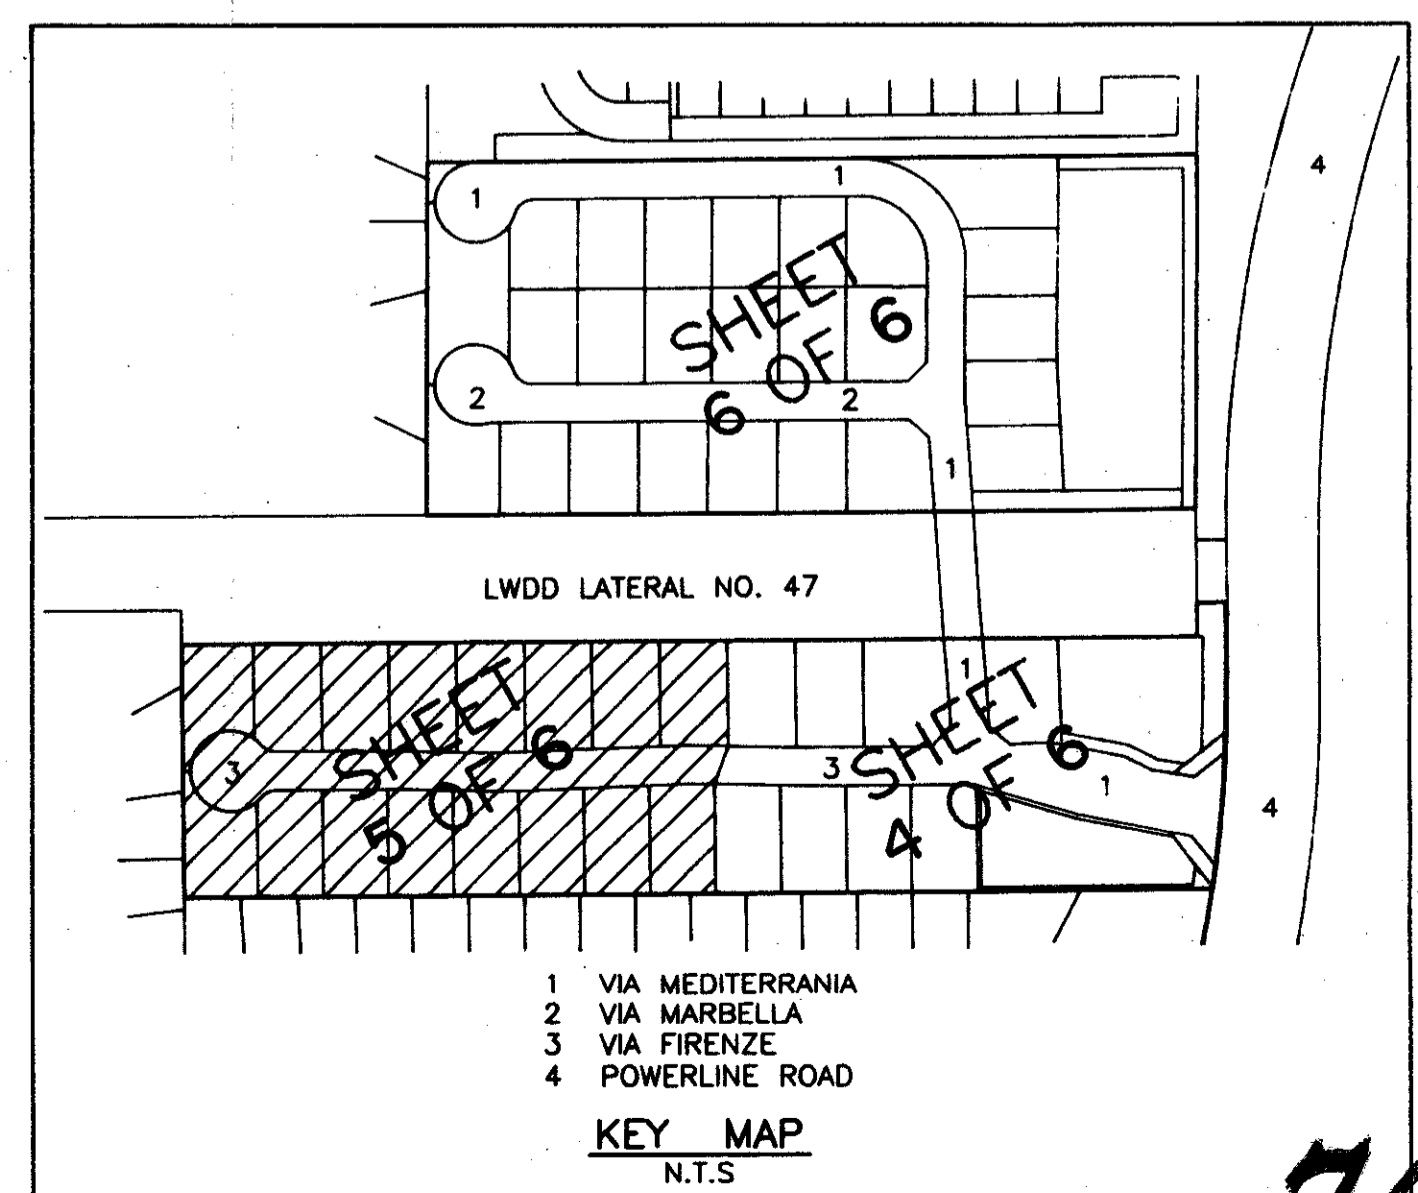 4
1
1
SHEET
6 OF 6
2
2
1
LWDD LATERAL NO. 47
1
SHEET
5 OF 6
3
SHEET
4 OF 6
3
1
4
1 VIA MEDITERRANIA
2 VIA MARBELLA
3 VIA FIRENZE
4 POWERLINE ROAD
KEY MAP
N.T.S